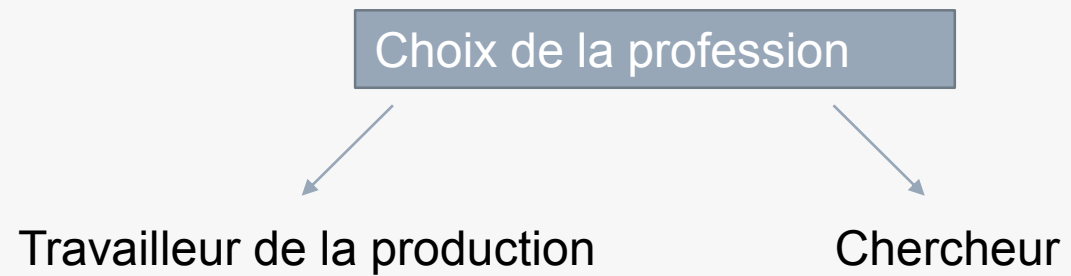 Choix de la profession
Travailleur de la production
Chercheur